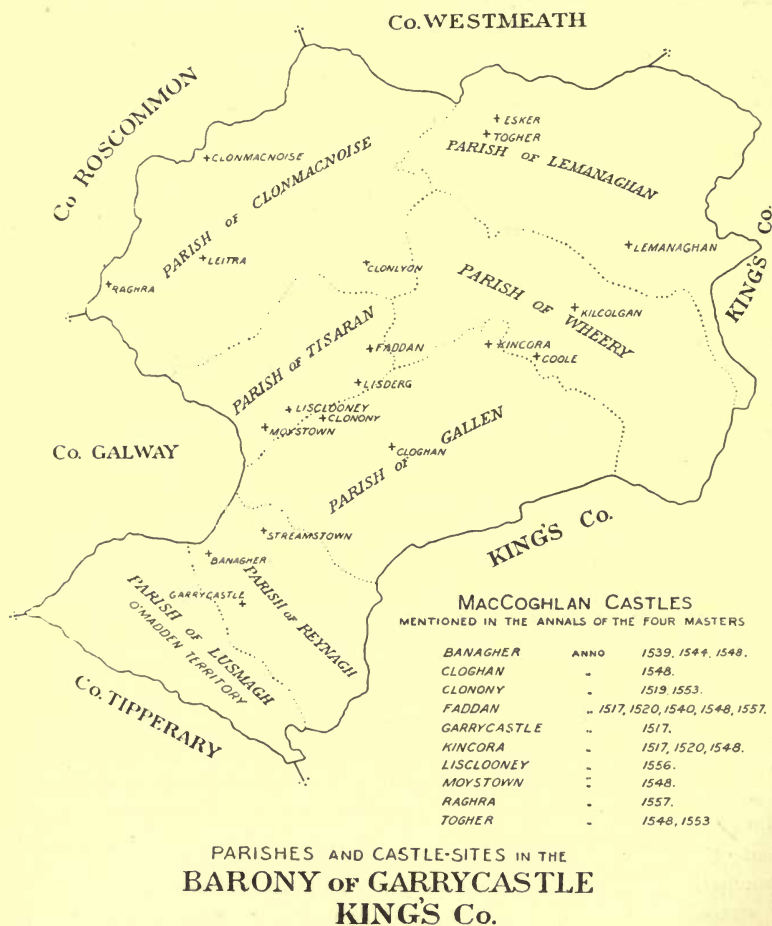 Co. WESTMEATH
Co ROSCOMMON
+ ESKER
+ TOGHER
PARISH OF LEMANAGHAN
+CLONMACNOISE
PARISH OF CLONMACNOISE
KING'S Co.
+LEMANAGHAN
+LEITRA
+CLONLYON
+RAGHRA
PARISH OF WHEERY
+KILCOLGAN
PARISH OF TISARAN
+FADDAN
+ +KINCORA
+COOLE
+LISDERG
+LISCLOONEY
+CLONONY
+MOYSTOWN
PARISH OF GALLEN
Co. GALWAY
+CLOGHAN
+STREAMSTOWN
KING'S Co.
+BANAGHER
GARRYCASTLE+
PARISH OF REYNAGH
PARISH OF LUSMAGH
O'MADDEN TERRITORY
Co. TIPPERARY
MACCOGHLAN CASTLES
MENTIONED IN THE ANNALS OF THE FOUR MASTERS
BANAGHER ANNO 1539, 1544, 1548.
CLOGHAN " 1548.
CLONONY " 1519, 1553.
FADDAN " 1517, 1520, 1540, 1548, 1557.
GARRYCASTLE " 1517.
KINCORA " 1517, 1520, 1548.
LISCLOONEY " 1556.
MOYSTOWN " 1548.
RAGHRA " 1557.
TOGHER " 1548, 1553
PARISHES AND CASTLE-SITES IN THE
BARONY OF GARRYCASTLE
KING'S Co.